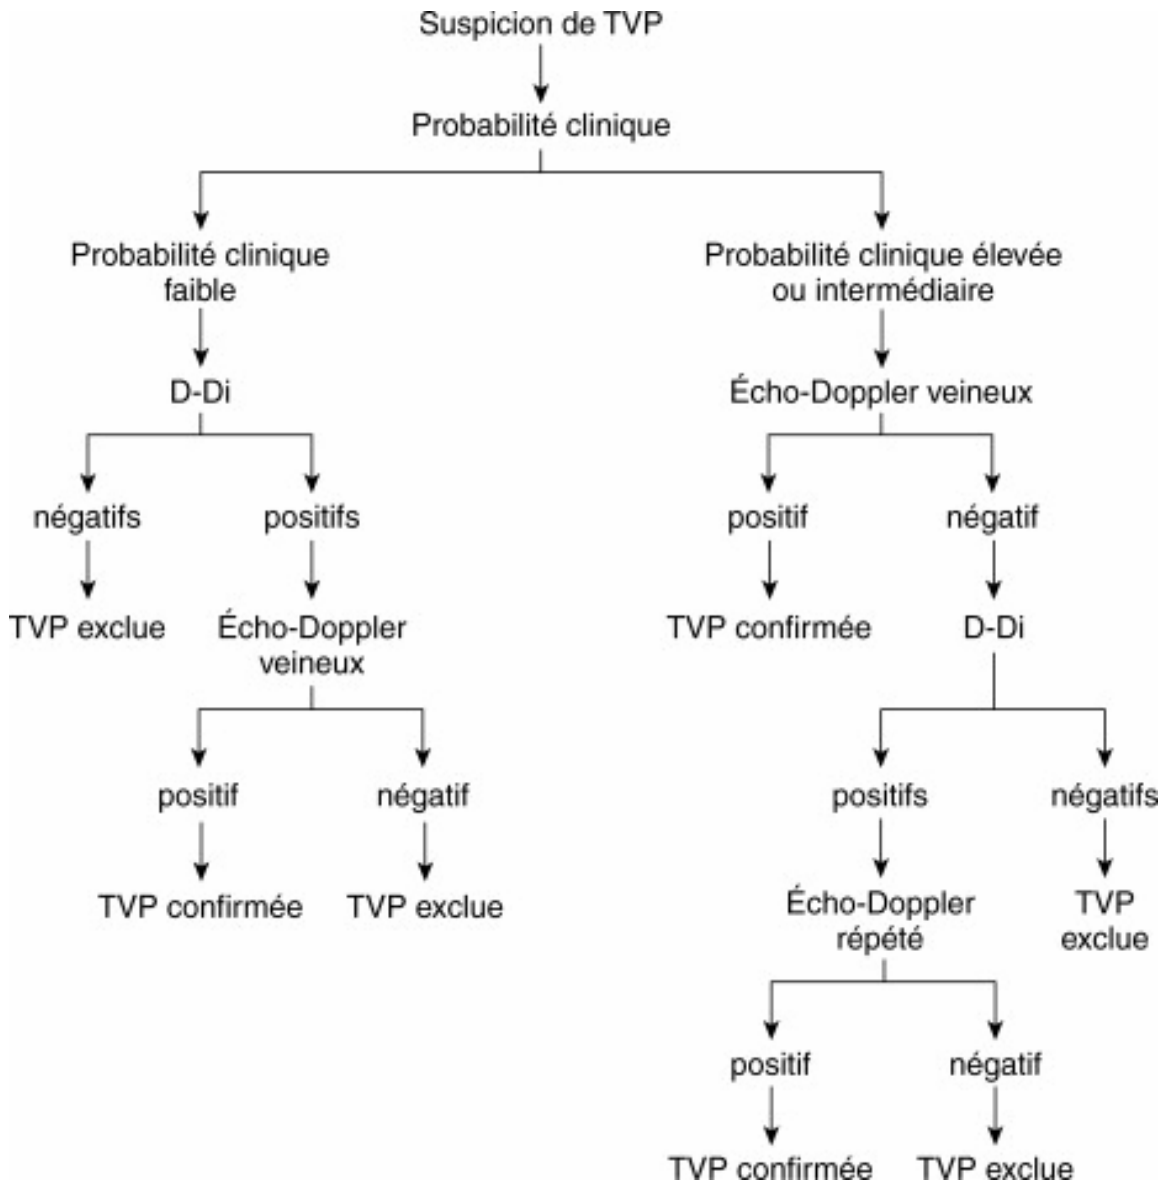 Suspicion de TVP
Probabilité clinique
Probabilité clinique
faible
Probabilité clinique élevée
ou intermédiaire
D-Di
Écho-Doppler veineux
négatifs
positifs
positif
négatif
TVP exclue
Écho-Doppler
veineux
TVP confirmée
D-Di
positif
négatif
positifs
négatifs
TVP confirmée
TVP exclue
Écho-Doppler
répété
TVP
exclue
positif
négatif
TVP confirmée
TVP exclue